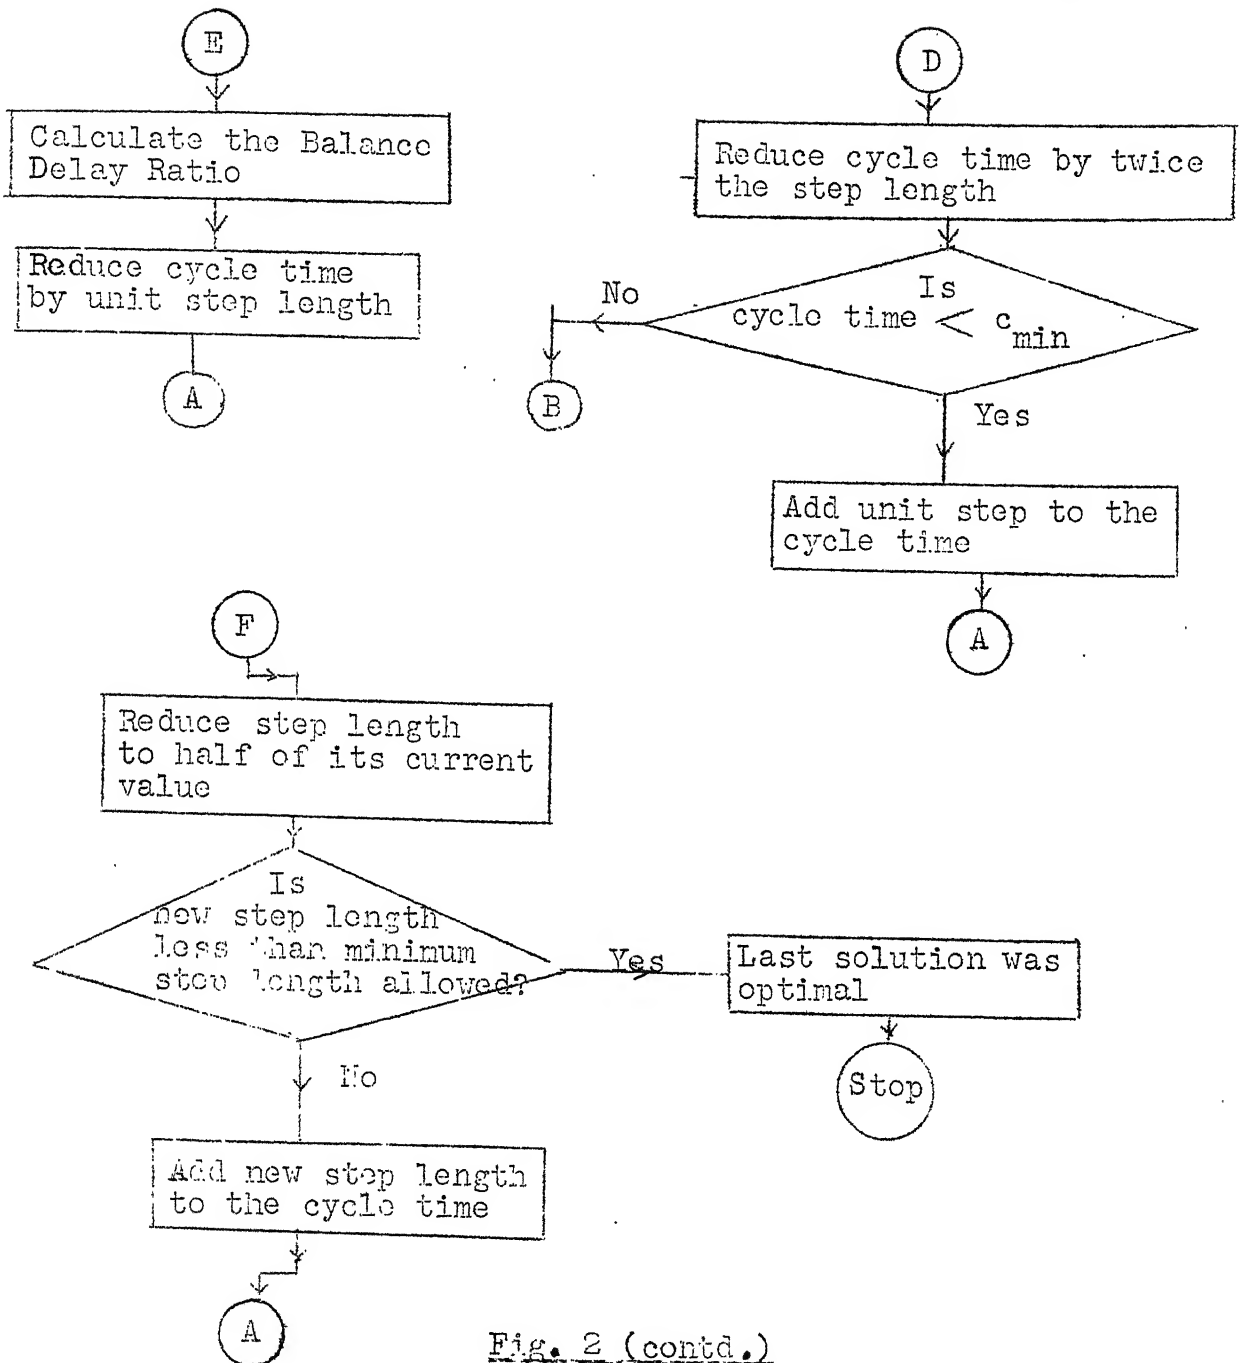 E
Calculate the Balance
Delay Ratio
Reduce cycle time
by unit step length
A
D
Reduce cycle time by twice
the step length
Is
cycle time < c_min
No
B
Yes
Add unit step to the
cycle time
A
F
Reduce step length
to half of its current
value
Is
new step length
less than minimum
step length allowed?
Yes
Last solution was
optimal
Stop
No
Add new step length
to the cycle time
A
Fig. 2 (contd.)